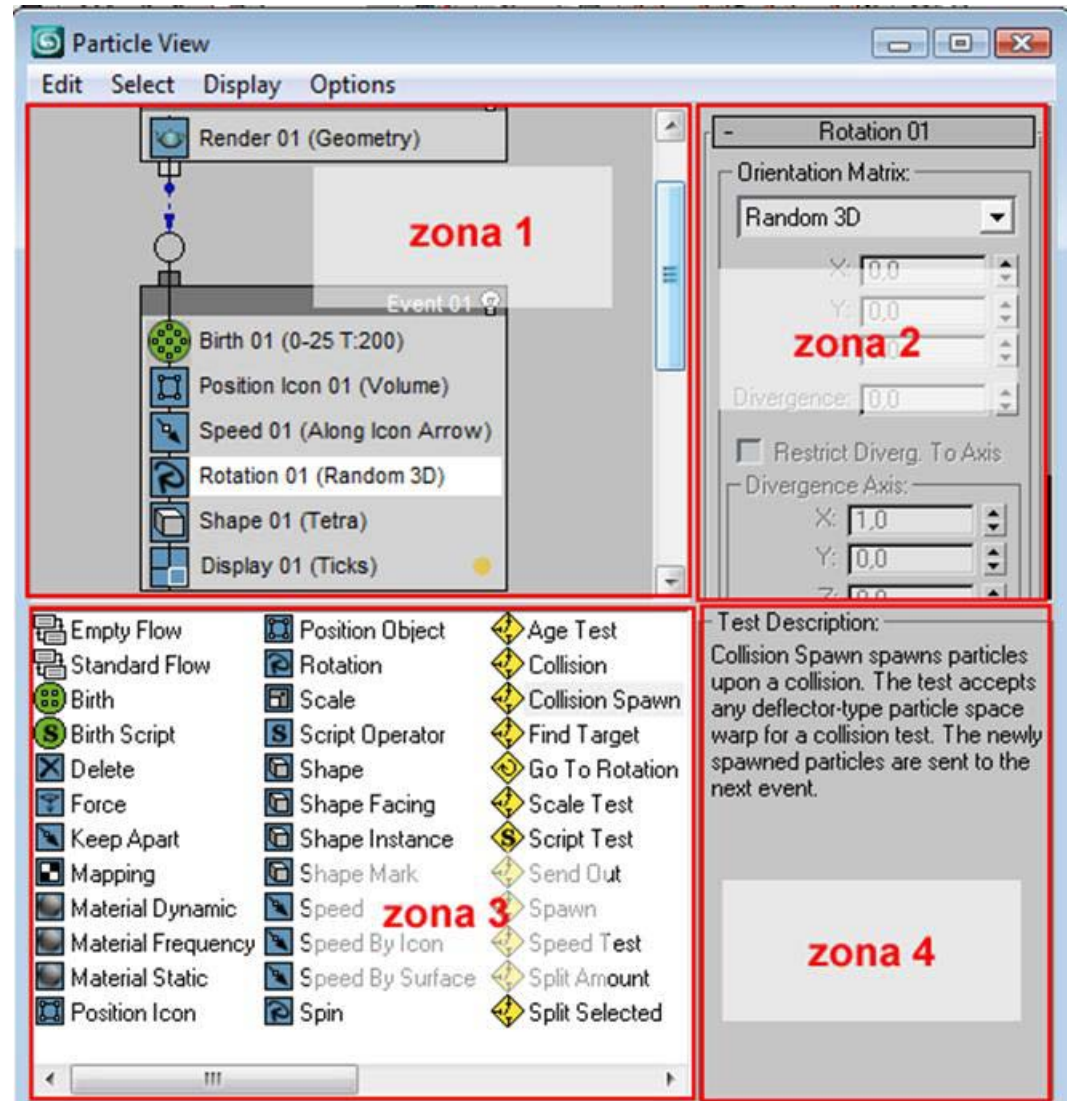 Particle View
Edit Select Display Options
Render 01 (Geometry)
zona 1
Event 01
Birth 01 (0-25 T:200)
Position Icon 01 (Volume)
Speed 01 (Along Icon Arrow)
Rotation 01 (Random 3D)
Shape 01 (Tetra)
Display 01 (Ticks)
- Rotation 01
Orientation Matrix:
Random 3D
X: 0,0
Y: 0,0
zona 2
Divergence: 0,0
Restrict Diverg. To Axis
Divergence Axis:
X: 1,0
Y: 0,0
Z: 0,0
Empty Flow
Standard Flow
Birth
S Birth Script
Delete
Force
Keep Apart
Mapping
Material Dynamic
Material Frequency
Material Static
Position Icon
Position Object
Rotation
Scale
S Script Operator
Shape
Shape Facing
Shape Instance
Shape Mark
Speed
Speed By Icon
Speed By Surface
Spin
zona 3
Age Test
Collision
Collision Spawn
Find Target
Go To Rotation
Scale Test
S Script Test
Send Out
Spawn
Speed Test
Split Amount
Split Selected
Test Description:
Collision Spawn spawns particles
upon a collision. The test accepts
any deflector-type particle space
warp for a collision test. The newly
spawned particles are sent to the
next event.
zona 4